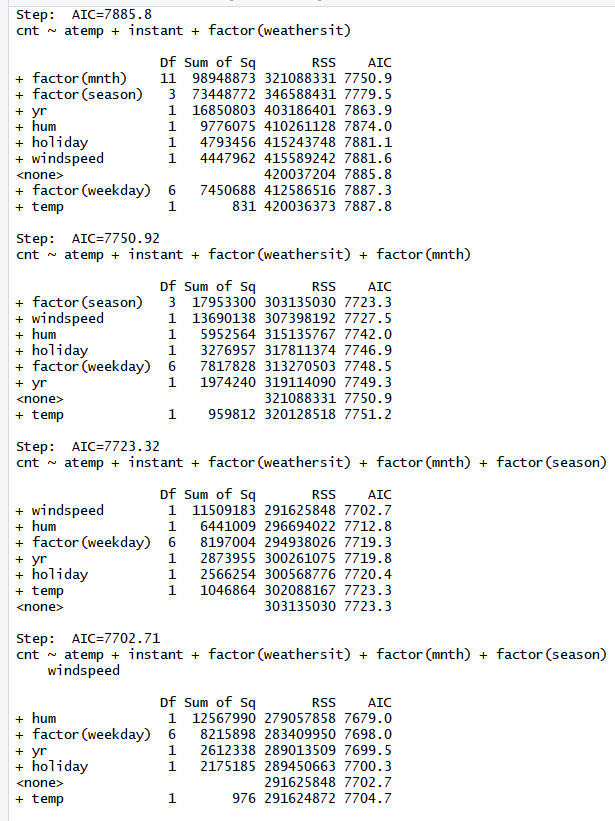 Step:  AIC=7885.8
cnt ~ atemp + instant + factor(weathersit)
Df Sum of Sq       RSS    AIC
+ factor(mnth)    11  98948873 321088331 7750.9
+ factor(season)   3  73448772 346588431 7779.5
+ yr               1  16850803 403186401 7863.9
+ hum              1   9776075 410261128 7874.0
+ holiday          1   4793456 415243748 7881.1
+ windspeed        1   4447962 415589242 7881.6
<none>                         420037204 7885.8
+ factor(weekday)  6   7450688 412586516 7887.3
+ temp             1       831 420036373 7887.8
Step:  AIC=7750.92
cnt ~ atemp + instant + factor(weathersit) + factor(mnth)
Df Sum of Sq       RSS    AIC
+ factor(season)   3  17953300 303135030 7723.3
+ windspeed        1  13690138 307398192 7727.5
+ hum              1   5952564 315135767 7742.0
+ holiday          1   3276957 317811374 7746.9
+ factor(weekday)  6   7817828 313270503 7748.5
+ yr               1   1974240 319114090 7749.3
<none>                         321088331 7750.9
+ temp             1    959812 320128518 7751.2
Step:  AIC=7723.32
cnt ~ atemp + instant + factor(weathersit) + factor(mnth) + factor(season)
Df Sum of Sq       RSS    AIC
+ windspeed        1  11509183 291625848 7702.7
+ hum              1   6441009 296694022 7712.8
+ factor(weekday)  6   8197004 294938026 7719.3
+ yr               1   2873955 300261075 7719.8
+ holiday          1   2566254 300568776 7720.4
+ temp             1   1046864 302088167 7723.3
<none>                         303135030 7723.3
Step:  AIC=7702.71
cnt ~ atemp + instant + factor(weathersit) + factor(mnth) + factor(season)
windspeed
Df Sum of Sq       RSS    AIC
+ hum              1  12567990 279057858 7679.0
+ factor(weekday)  6   8215898 283409950 7698.0
+ yr               1   2612338 289013509 7699.5
+ holiday          1   2175185 289450663 7700.3
<none>                         291625848 7702.7
+ temp             1       976 291624872 7704.7